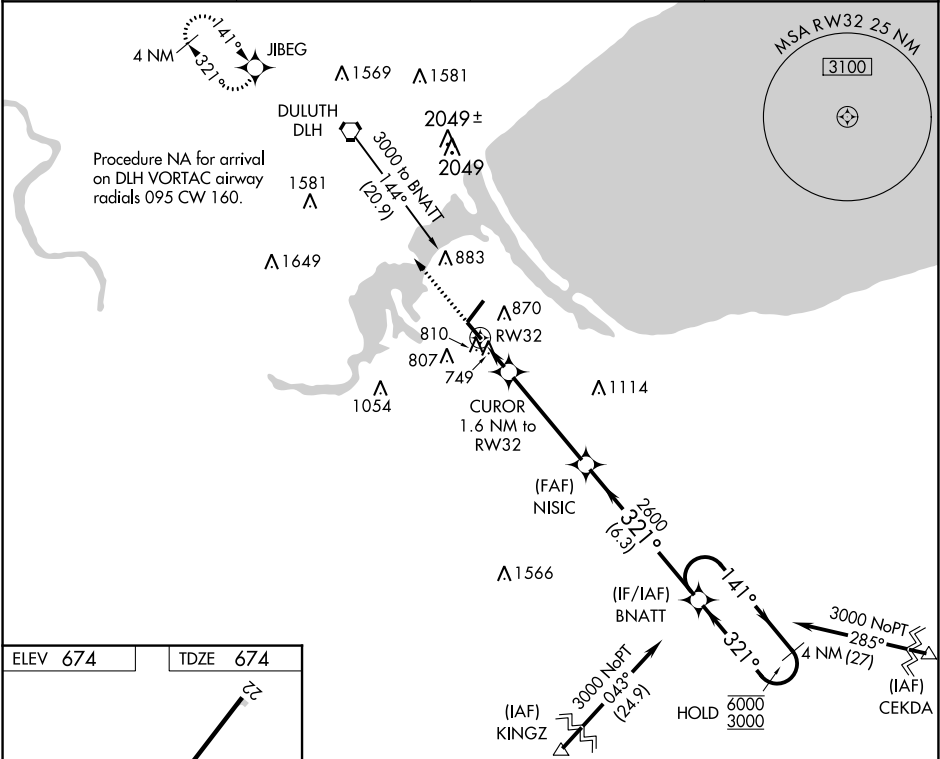 MSA RW32 25 NM
3100
4 NM
141°
321°
JIBEG
1569
1581
DULUTH
DLH
2049±
2049
3000 to BNATT
144°
(20.9)
Procedure NA for arrival
on DLH VORTAC airway
radials 095 CW 160.
1581
1649
883
870
RW32
810
807
749
1054
CUROR
1.6 NM to
RW32
1114
(FAF)
NISIC
2600
321°
(6.3)
1566
(IF/IAF)
BNATT
141°
321°
4 NM
3000 NoPT
285°
(27)
(IAF)
CEKDA
3000 NoPT
043°
(24.9)
(IAF)
KINGZ
HOLD
6000
3000
ELEV 674
TDZE 674
22